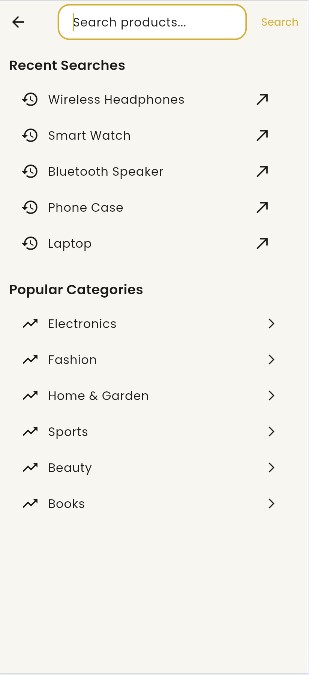 Search products...
Search
Recent Searches
Wireless Headphones
Smart Watch
Bluetooth Speaker
Phone Case
Laptop
Popular Categories
Electronics
Fashion
Home & Garden
Sports
Beauty
Books